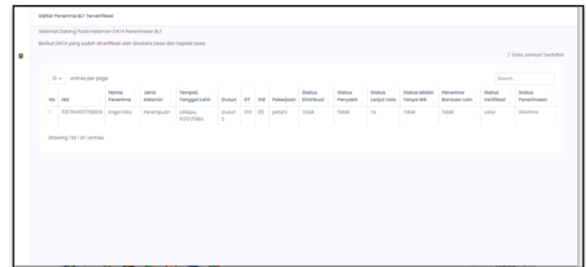 Daftar Penerima BLT Terverifikasi
Selamat Datang Pada Halaman DATA Penerimaan BLT
Berikut DATA yang sudah diverifikasi oleh Sekretaris Desa dan Kepala Desa
/ Data Jemaat Terdaftar
10 entries per page
Search...
No NIK Nama Penerima Jenis Kelamin Tempat, Tanggal Lahir Dusun RT RW Pekerjaan Status Disabilitas Status Penyakit Status Lanjut Usia Status Miskin Tanpa NIK Penerima Bantuan Lain Status Verifikasi Status Penerimaan
1 Perempuan Dusun 2 petani Tidak Tidak Ya Tidak Tidak Lolos Diterima
Showing 1 to 1 of 1 entries